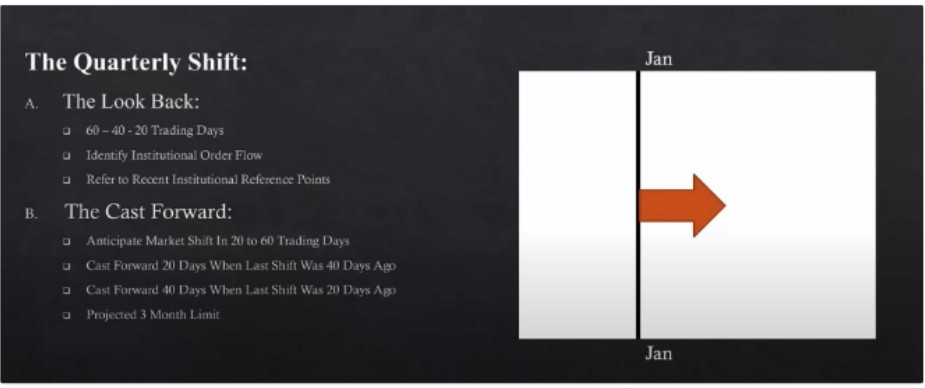 The Quarterly Shift:
A. The Look Back:
60 – 40 - 20 Trading Days
Identify Institutional Order Flow
Refer to Recent Institutional Reference Points
B. The Cast Forward:
Anticipate Market Shift In 20 to 60 Trading Days
Cast Forward 20 Days When Last Shift Was 40 Days Ago
Cast Forward 40 Days When Last Shift Was 20 Days Ago
Projected 3 Month Limit
Jan
Jan